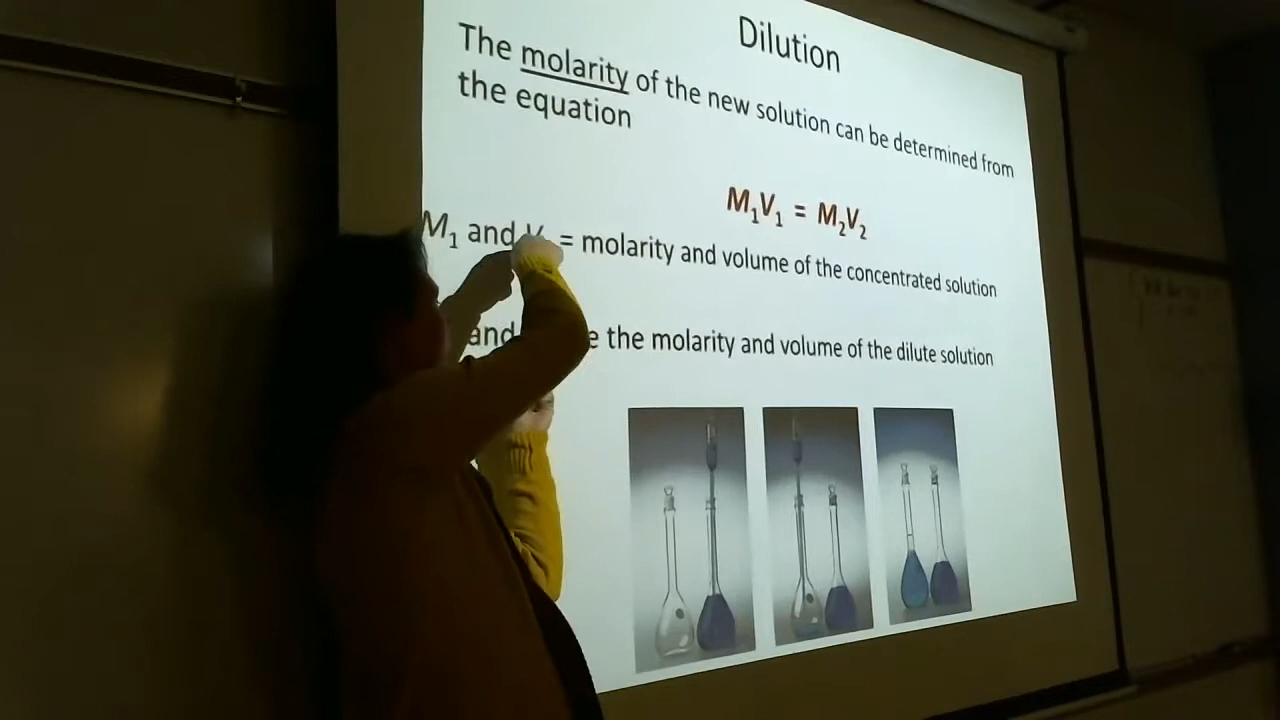 Dilution
The molarity of the new solution can be determined from
the equation
M₁V₁ = M₂V₂
M₁ and = molarity and volume of the concentrated solution
and the molarity and volume of the dilute solution